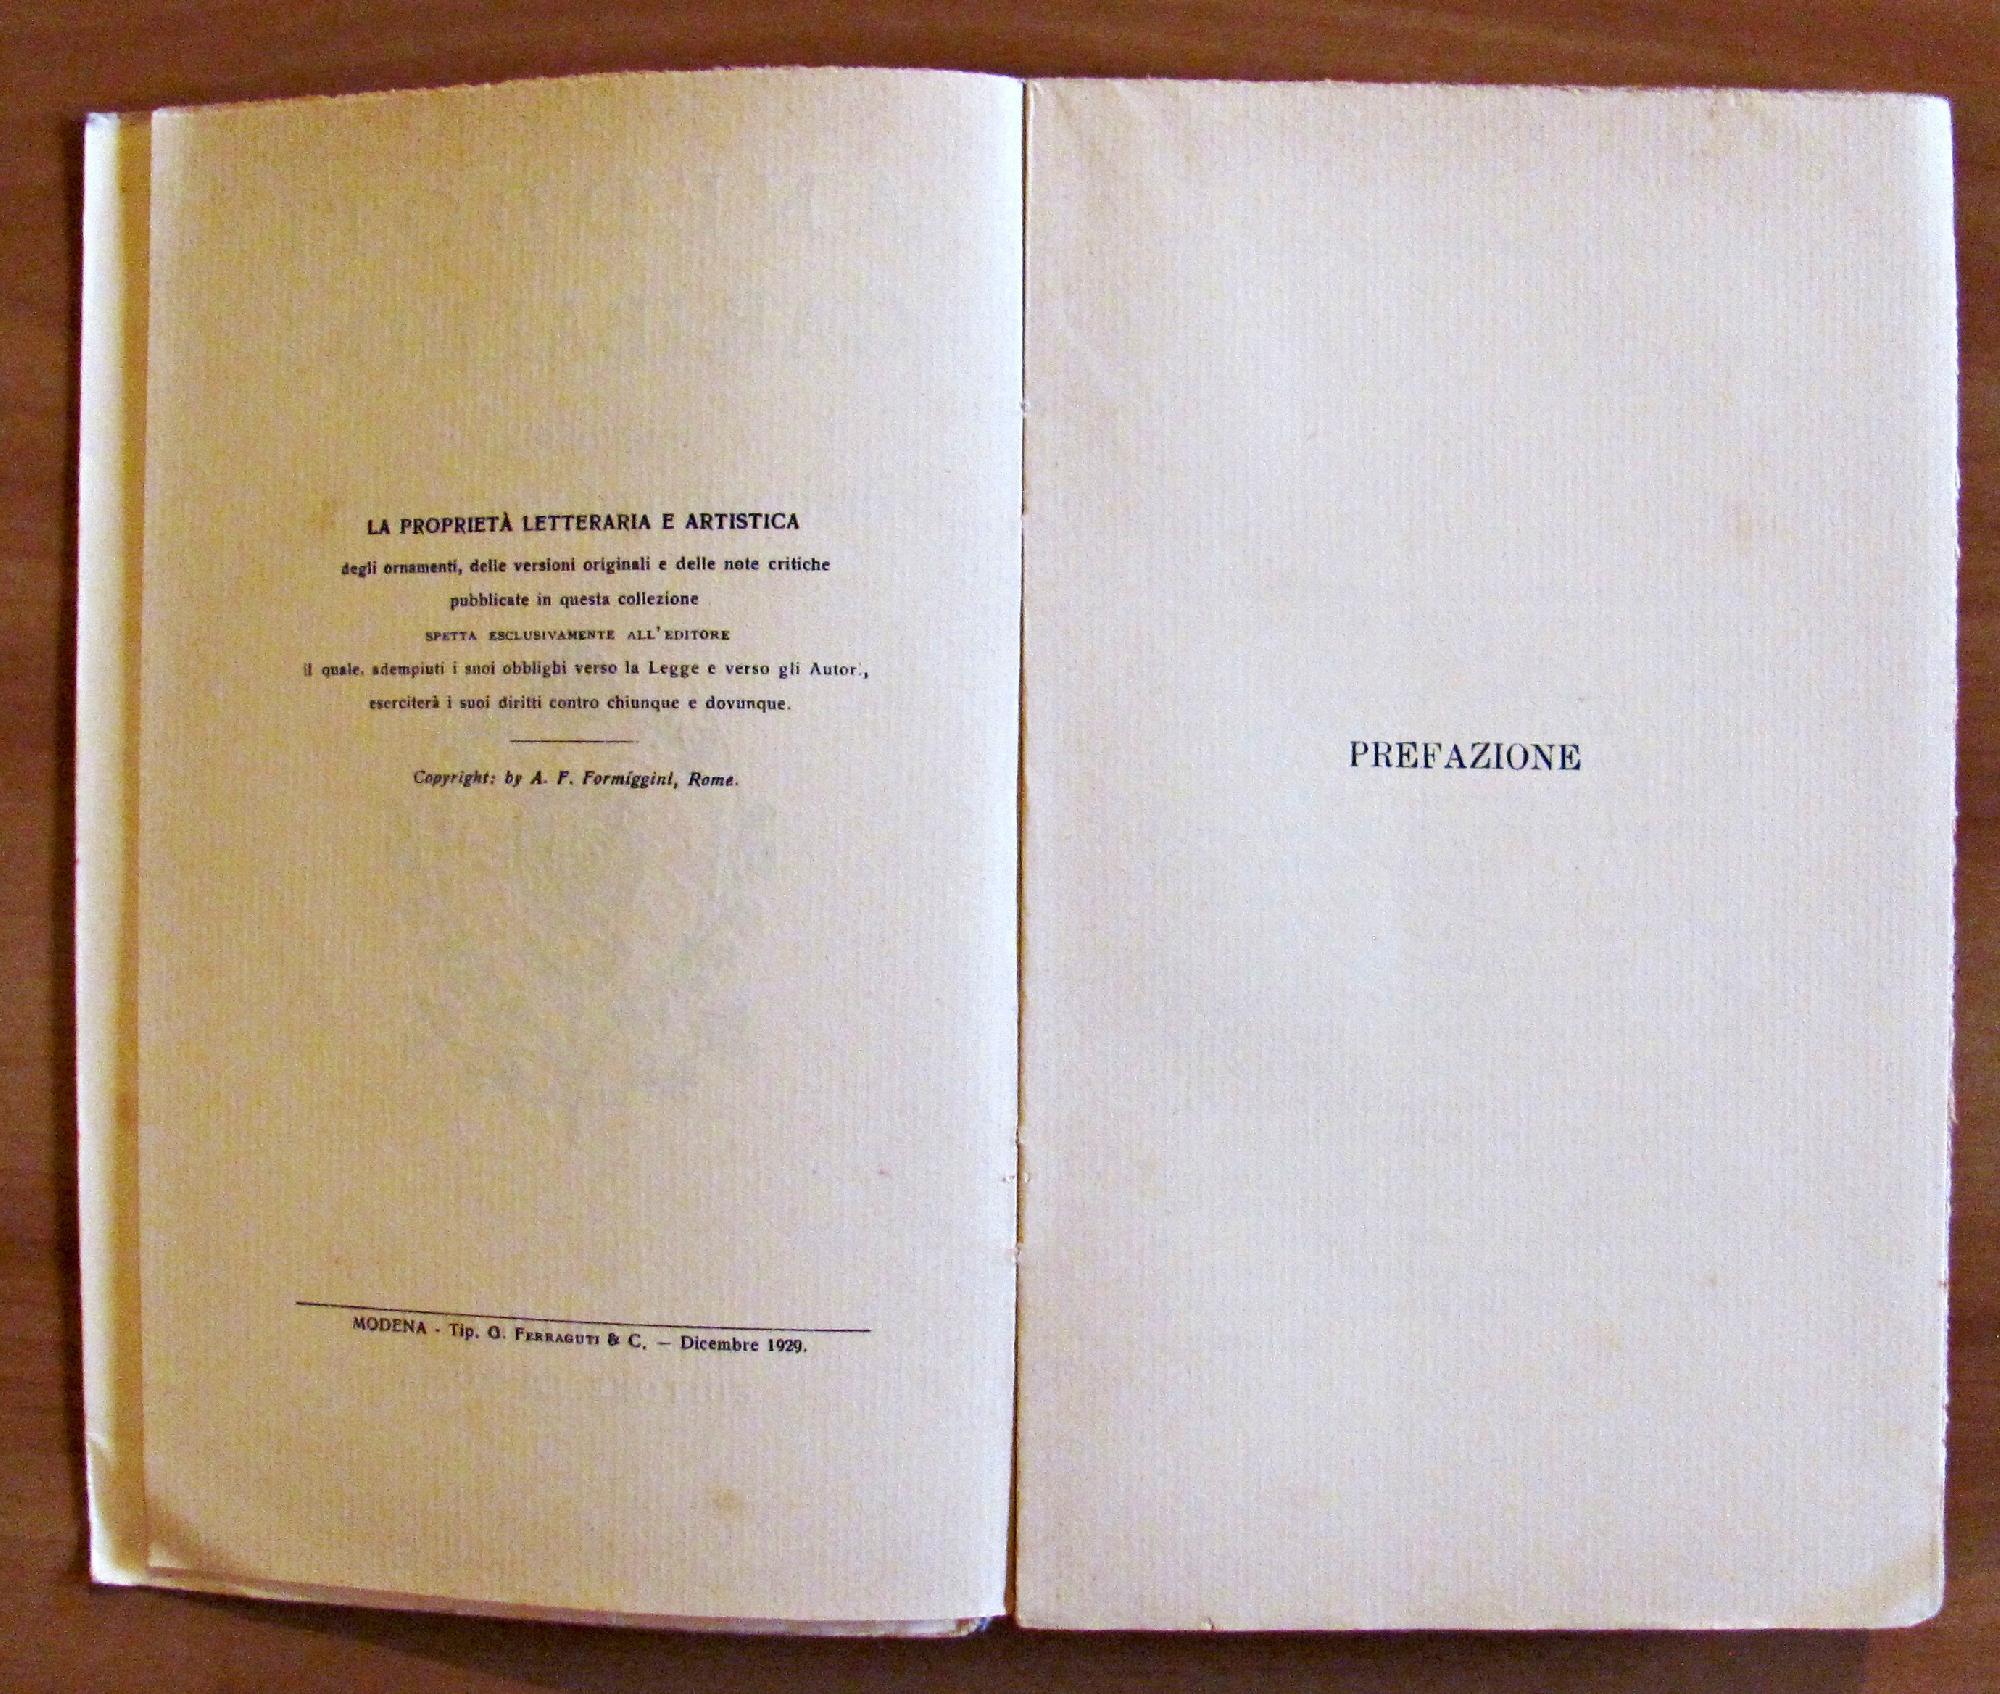 LA PROPRIETÀ LETTERARIA E ARTISTICA
degli ornamenti, delle versioni originali e delle note critiche
pubblicate in questa collezione
SPETTA ESCLUSIVAMENTE ALL'EDITORE
il quale, adempiuti i suoi obblighi verso la Legge e verso gli Autori,
eserciterà i suoi diritti contro chiunque e dovunque.
Copyright: by A. F. Formíggini, Rome.
MODENA - Tip. G. FERRAGUTI & C. — Dicembre 1929.
PREFAZIONE